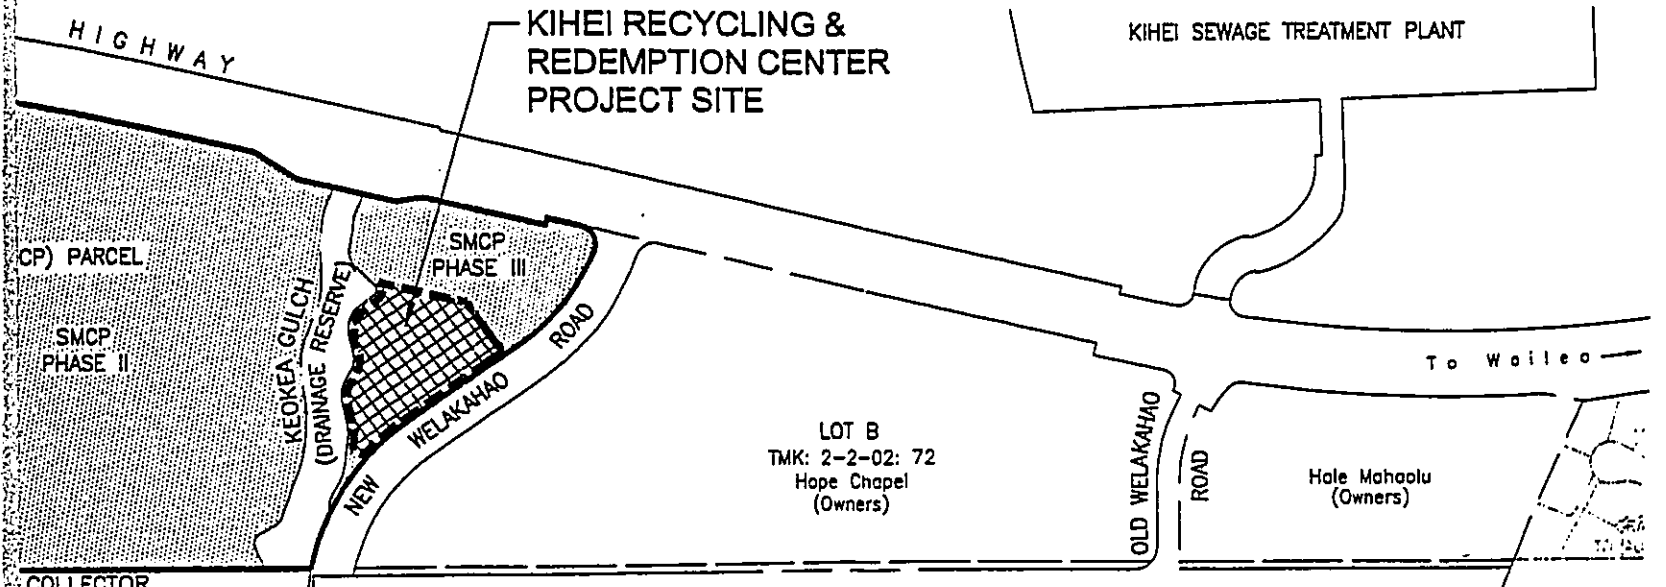 HIGHWAY
KIHEI RECYCLING &
REDEMPTION CENTER
PROJECT SITE
KIHEI SEWAGE TREATMENT PLANT
CP) PARCEL
SMCP
PHASE II
KEOKEA GULCH
(DRAINAGE RESERVE)
SMCP
PHASE III
NEW WELAKAHAO ROAD
LOT B
TMK: 2-2-02: 72
Hope Chapel
(Owners)
OLD WELAKAHAO
ROAD
To Wailea
Hale Mahaolu
(Owners)
COLLECTOR